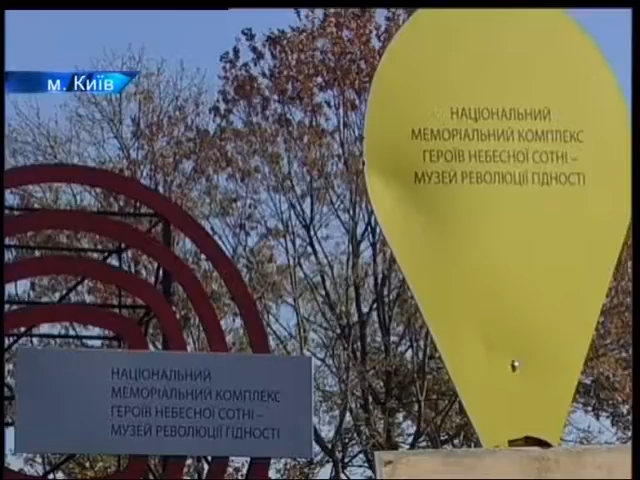 м. Київ
НАЦІОНАЛЬНИЙ
МЕМОРІАЛЬНИЙ КОМПЛЕКС
ГЕРОЇВ НЕБЕСНОЇ СОТНІ –
МУЗЕЙ РЕВОЛЮЦІЇ ГІДНОСТІ
НАЦІОНАЛЬНИЙ
МЕМОРІАЛЬНИЙ КОМПЛЕКС
ГЕРОЇВ НЕБЕСНОЇ СОТНІ –
МУЗЕЙ РЕВОЛЮЦІЇ ГІДНОСТІ